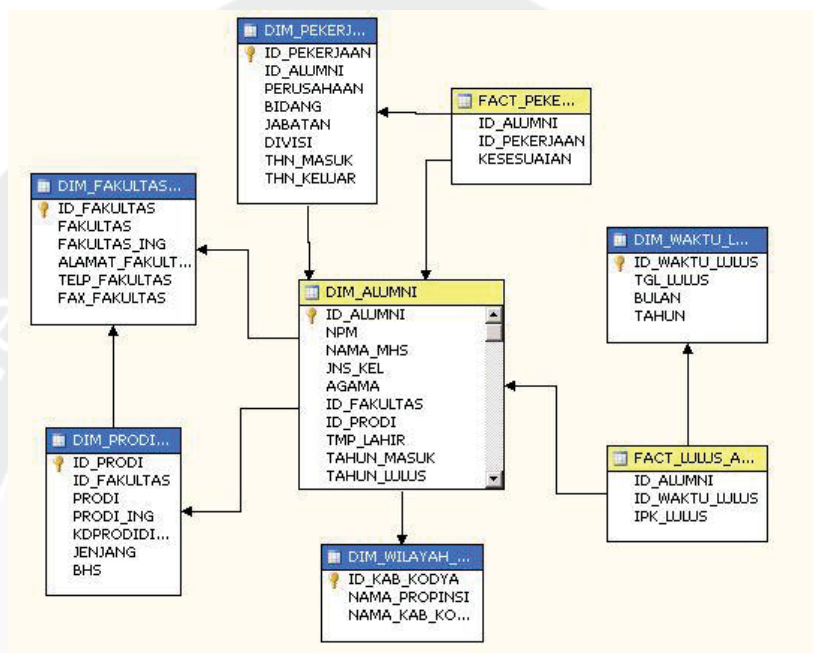 DIM_PEKERJ...
ID_PEKERJAAN
ID_ALUMNI
PERUSAHAAN
BIDANG
JABATAN
DIVISI
THN_MASUK
THN_KELUAR
FACT_PEKE...
ID_ALUMNI
ID_PEKERJAAN
KESESUAIAN
DIM_FAKULTAS...
ID_FAKULTAS
FAKULTAS
FAKULTAS_ING
ALAMAT_FAKULT...
TELP_FAKULTAS
FAX_FAKULTAS
DIM_WAKTU_L...
ID_WAKTU_LULUS
TGL_LULUS
BULAN
TAHUN
DIM_ALUMNI
ID_ALUMNI
NPM
NAMA_MHS
JNS_KEL
AGAMA
ID_FAKULTAS
ID_PRODI
TMP_LAHIR
TAHUN_MASUK
TAHUN_LULUS
DIM_PRODI...
ID_PRODI
ID_FAKULTAS
PRODI
PRODI_ING
KDPRODIDI...
JENJANG
BHS
FACT_LULUS_A...
ID_ALUMNI
ID_WAKTU_LULUS
IPK_LULUS
DIM_WILAYAH_...
ID_KAB_KODYA
NAMA_PROPINSI
NAMA_KAB_KO...